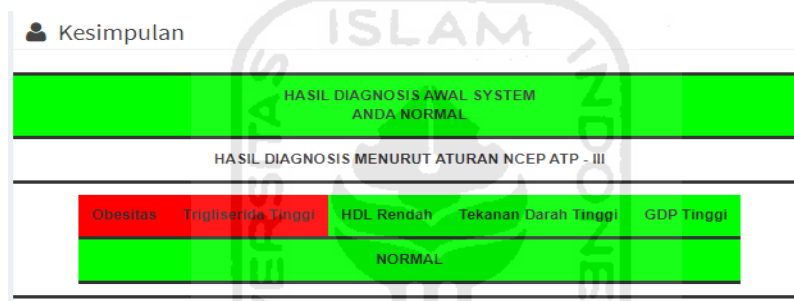 Kesimpulan
HASIL DIAGNOSIS AWAL SYSTEM
ANDA NORMAL
HASIL DIAGNOSIS MENURUT ATURAN NCEP ATP - III
Obesitas Trigliserida Tinggi HDL Rendah Tekanan Darah Tinggi GDP Tinggi
NORMAL
ISLAM